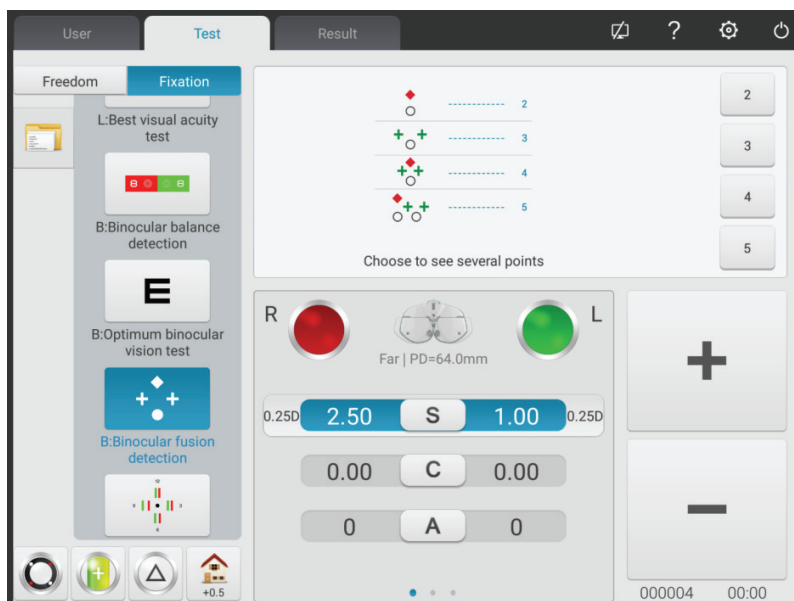 User
Test
Result
?
Freedom
Fixation
L:Best visual acuity
test
B:Binocular balance
detection
E
B:Optimum binocular
vision test
B:Binocular fusion
detection
+0.5
2
3
4
5
Choose to see several points
2
3
4
5
R
L
Far | PD=64.0mm
0.25D 2.50 S 1.00 0.25D
0.00 C 0.00
0 A 0
+
−
000004 00:00